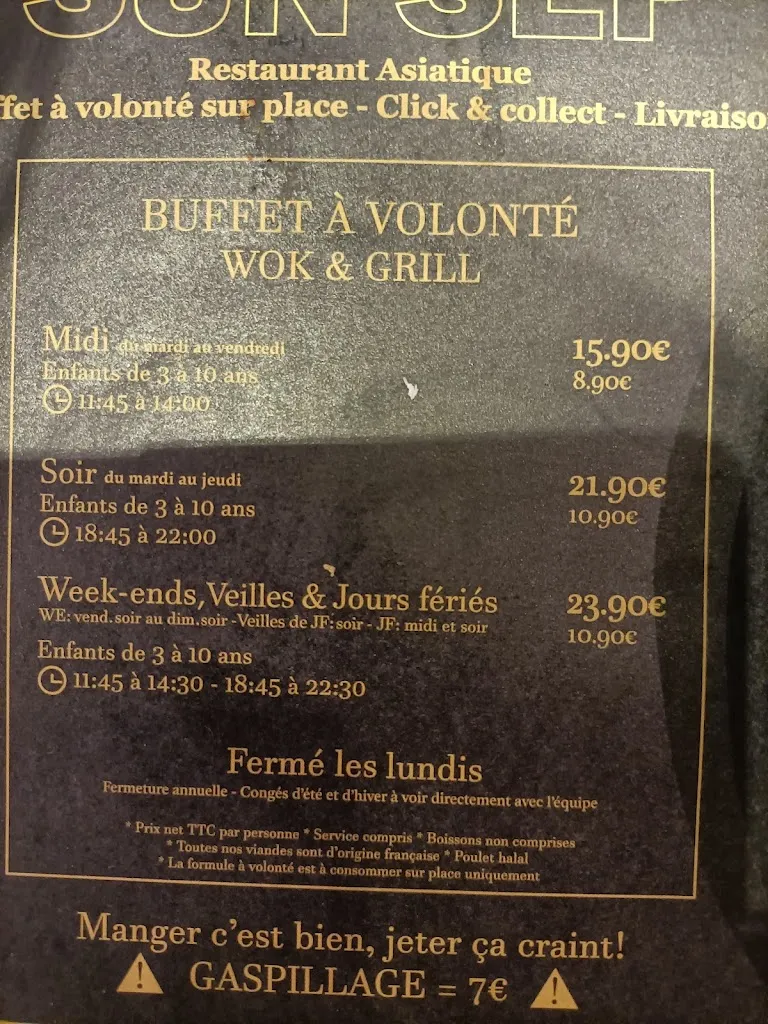 Restaurant Asiatique
à volonté sur place - Click & collect -
BUFFET À VOLONTÉ
WOK & GRILL
Midi du mardi au vendredi 15.90€
Enfants de 3 à 10 ans 8.90€
11:45 à 14:00
Soir du mardi au jeudi 21.90€
Enfants de 3 à 10 ans 10.90€
18:45 à 22:00
Week-ends, Veilles & Jours fériés 23.90€
WE: vend.soir au dim.soir -Veilles de JF: soir - JF: midi et soir 10.90€
Enfants de 3 à 10 ans
11:45 à 14:30 - 18:45 à 22:30
Fermé les lundis
Fermeture annuelle - Congés d'été et d'hiver à voir directement avec l'équipe
* Prix net TTC par personne * Service compris * Boissons non comprises
* Toutes nos viandes sont d'origine française * Poulet halal
* La formule à volonté est à consommer sur place uniquement
Manger c'est bien, jeter ça craint!
GASPILLAGE = 7€